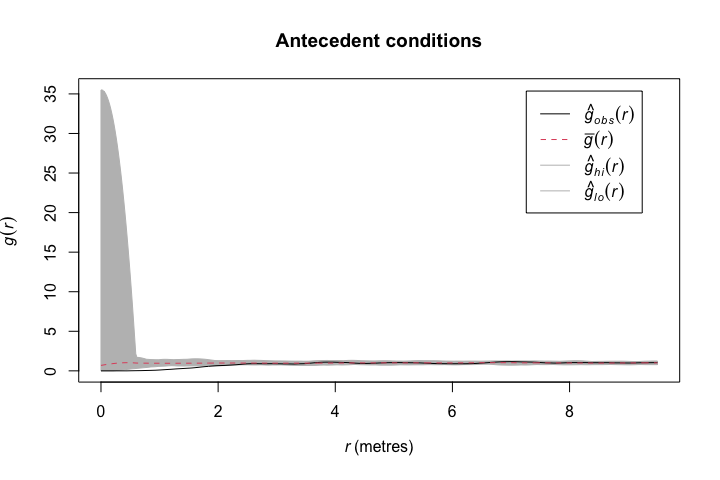 Antecedent conditions
g(r)
35
30
25
20
15
10
5
0
ĝobs(r)
g̅(r)
ĝhi(r)
ĝlo(r)
0 2 4 6 8
r (metres)